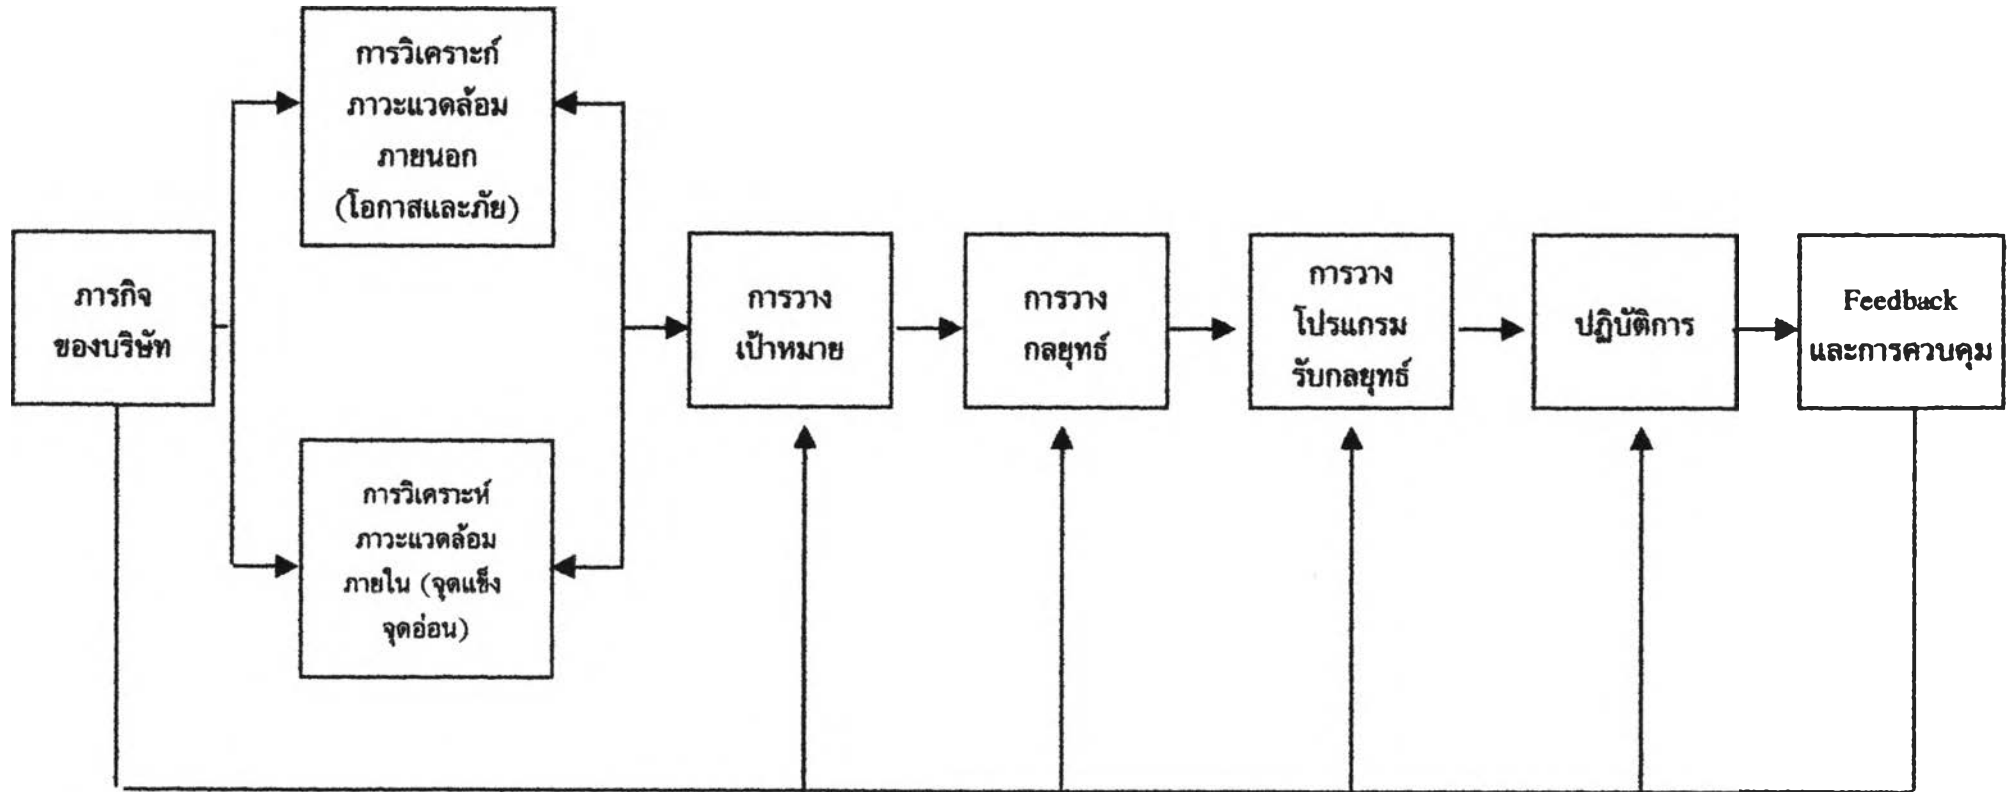 ภารกิจ
ของบริษัท
การวิเคราะก์
ภาวะแวดล้อม
ภายนอก
(โอกาสและภัย)
การวิเคราะห์
ภาวะแวดล้อม
ภายใน (จุดแข็ง
จุดอ่อน)
การวาง
เป้าหมาย
การวาง
กลยุทธ์
การวาง
โปรแกรม
รับกลยุทธ์
ปฏิบัติการ
Feedback
และการควบคุม